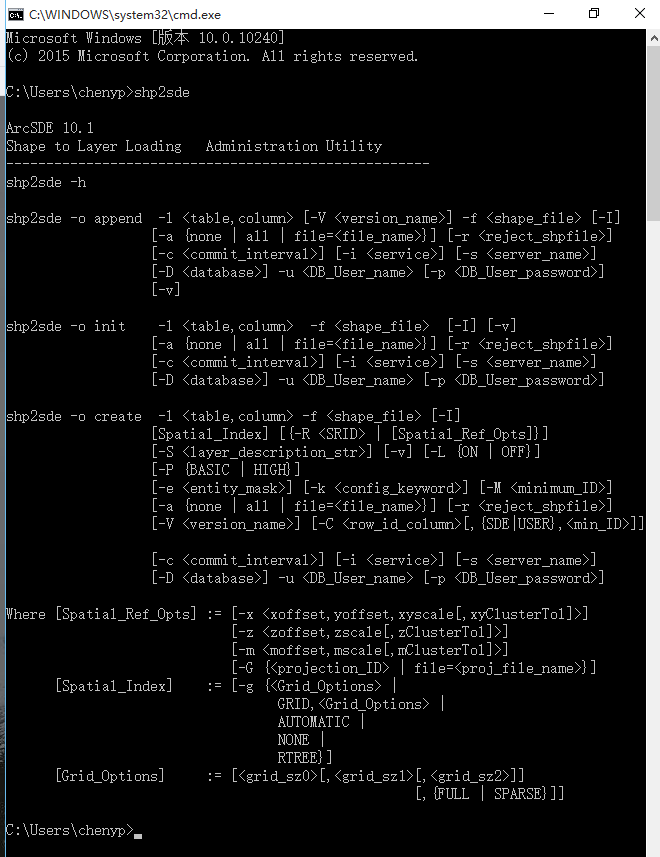 C:\WINDOWS\system32\cmd.exe
Microsoft Windows [版本 10.0.10240]
(c) 2015 Microsoft Corporation. All rights reserved.
C:\Users\chenyp>shp2sde
ArcSDE 10.1
Shape to Layer Loading   Administration Utility
-----------------------------------------------------
shp2sde -h
shp2sde -o append  -l <table,column> [-V <version_name>] -f <shape_file> [-I]
[-a {none | all | file=<file_name>}] [-r <reject_shpfile>]
[-c <commit_interval>] [-i <service>] [-s <server_name>]
[-D <database>] -u <DB_User_name> [-p <DB_User_password>]
[-v]
shp2sde -o init    -l <table,column>  -f <shape_file>  [-I] [-v]
[-a {none | all | file=<file_name>}] [-r <reject_shpfile>]
[-c <commit_interval>] [-i <service>] [-s <server_name>]
[-D <database>] -u <DB_User_name> [-p <DB_User_password>]
shp2sde -o create  -l <table,column> -f <shape_file> [-I]
[Spatial_Index] [{-R <SRID> | [Spatial_Ref_Opts]}]
[-S <layer_description_str>] [-v] [-L {ON | OFF}]
[-P {BASIC | HIGH}]
[-e <entity_mask>] [-k <config_keyword>] [-M <minimum_ID>]
[-a {none | all | file=<file_name>}] [-r <reject_shpfile>]
[-V <version_name>] [-C <row_id_column>[,{SDE|USER},<min_ID>]]
[-c <commit_interval>] [-i <service>] [-s <server_name>]
[-D <database>] -u <DB_User_name> [-p <DB_User_password>]
Where [Spatial_Ref_Opts] := [-x <xoffset,yoffset,xyscale[,xyClusterTol]>]
[-z <zoffset,zscale[,zClusterTol]>]
[-m <moffset,mscale[,mClusterTol]>]
[-G {<projection_ID> | file=<proj_file_name>}]
[Spatial_Index]    := [-g {<Grid_Options> |
GRID,<Grid_Options> |
AUTOMATIC |
NONE |
RTREE}]
[Grid_Options]     := [<grid_sz0>[,<grid_sz1>[,<grid_sz2>]]
[,{FULL | SPARSE}]]
C:\Users\chenyp>